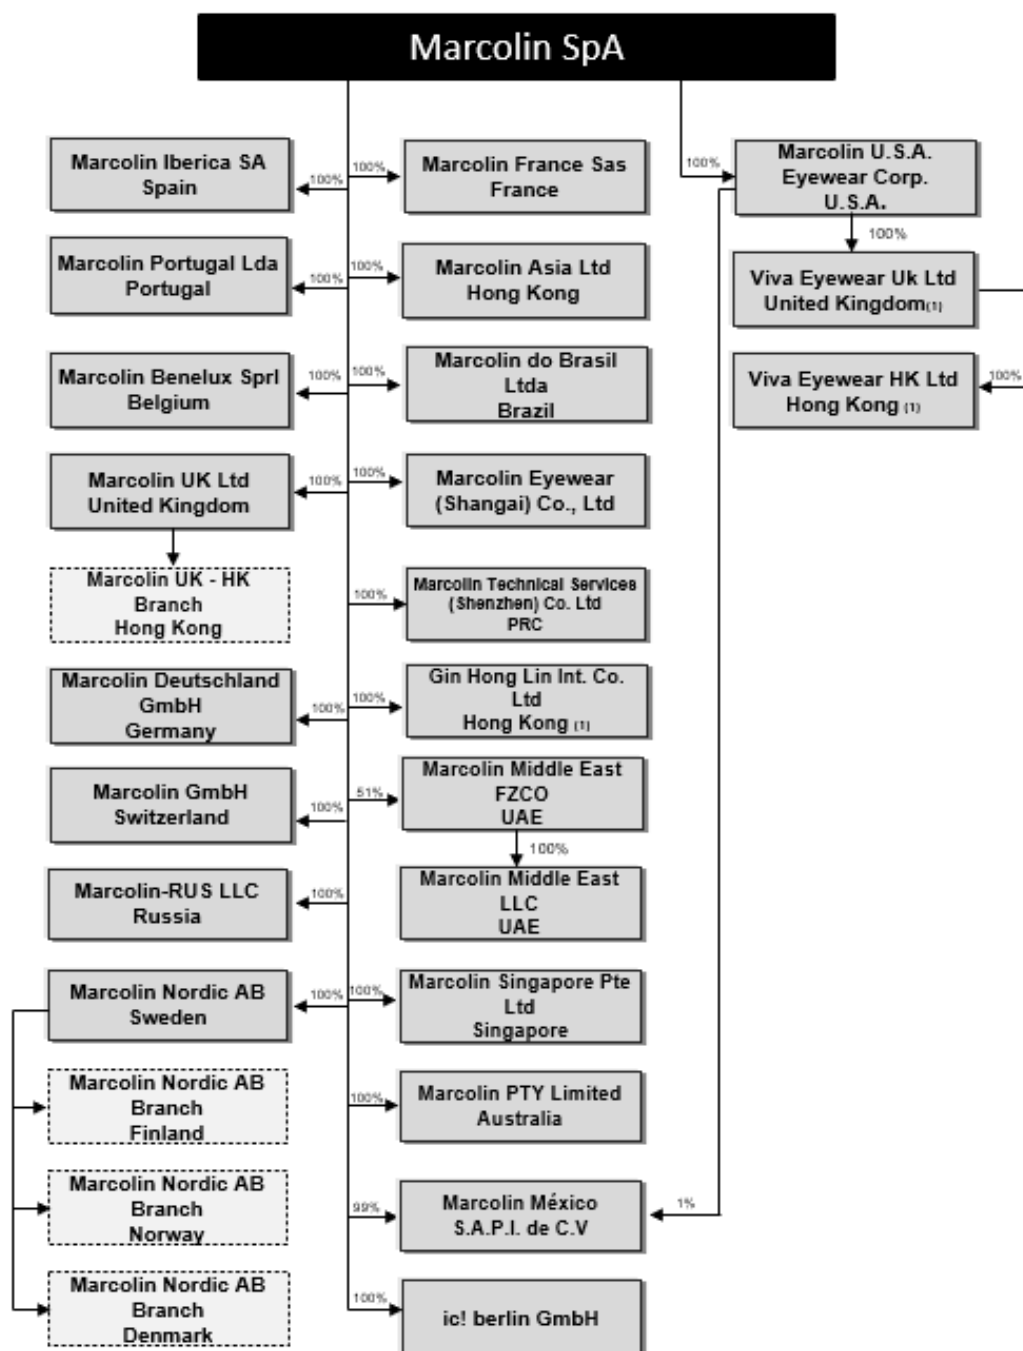 Marcolin SpA
Marcolin Iberica SA
Spain
100%
100%
Marcolin France Sas
France
100%
Marcolin U.S.A.
Eyewear Corp.
U.S.A.
100%
Marcolin Portugal Lda
Portugal
100%
100%
Marcolin Asia Ltd
Hong Kong
Viva Eyewear Uk Ltd
United Kingdom(1)
Marcolin Benelux Sprl
Belgium
100%
100%
Marcolin do Brasil
Ltda
Brazil
Viva Eyewear HK Ltd
Hong Kong (1)
100%
Marcolin UK Ltd
United Kingdom
100%
100%
Marcolin Eyewear
(Shangai) Co., Ltd
Marcolin UK - HK
Branch
Hong Kong
100%
Marcolin Technical Services
(Shenzhen) Co. Ltd
PRC
Marcolin Deutschland
GmbH
Germany
100%
100%
Gin Hong Lin Int. Co.
Ltd
Hong Kong (1)
Marcolin GmbH
Switzerland
100%
51%
Marcolin Middle East
FZCO
UAE
100%
Marcolin-RUS LLC
Russia
100%
Marcolin Middle East
LLC
UAE
Marcolin Nordic AB
Sweden
100%
100%
Marcolin Singapore Pte
Ltd
Singapore
Marcolin Nordic AB
Branch
Finland
100%
Marcolin PTY Limited
Australia
Marcolin Nordic AB
Branch
Norway
99%
Marcolin México
S.A.P.I. de C.V
1%
Marcolin Nordic AB
Branch
Denmark
100%
ic! berlin GmbH